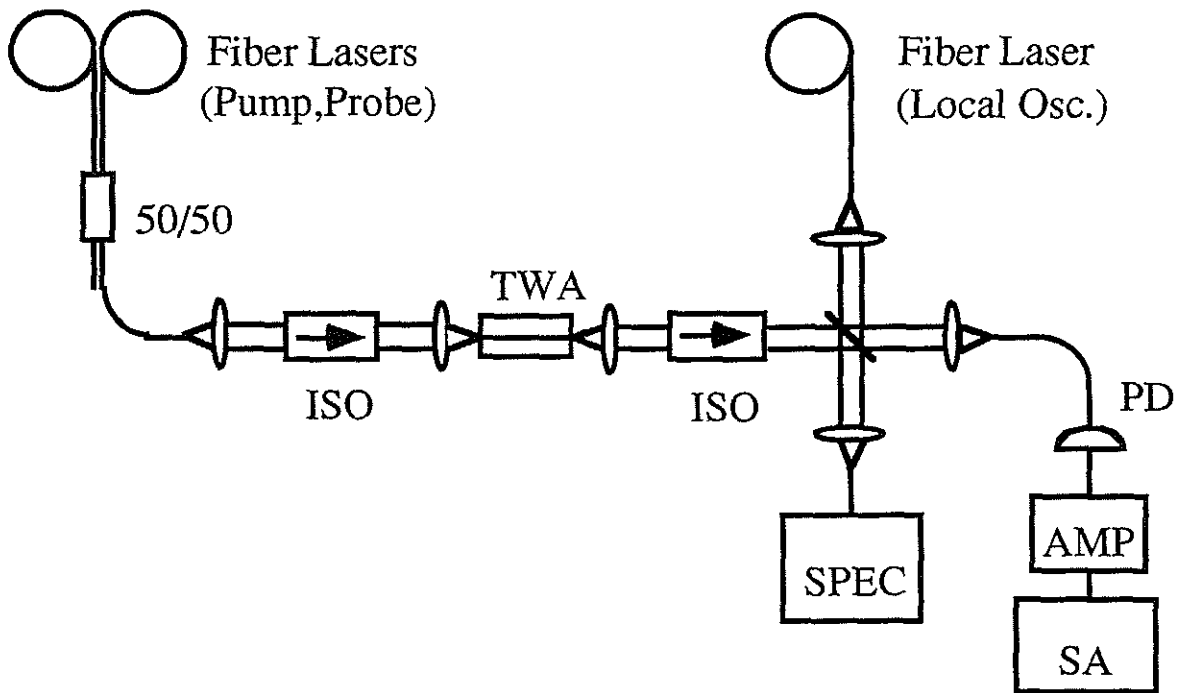 Fiber Lasers
(Pump,Probe)
Fiber Laser
(Local Osc.)
50/50
TWA
ISO
ISO
PD
AMP
SPEC
SA